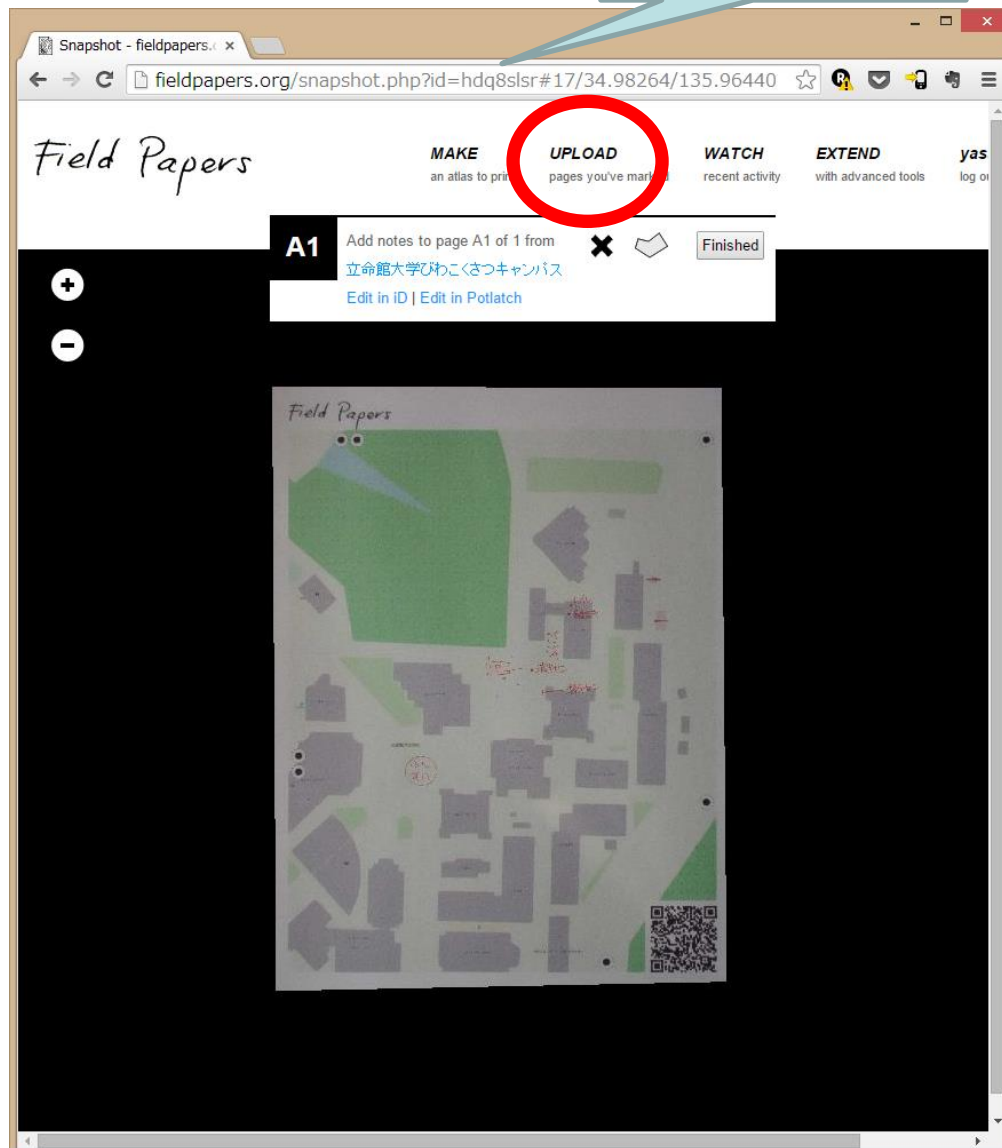 Snapshot - fieldpapers.
fieldpapers.org/snapshot.php?id=hdq8slsr#17/34.98264/135.96440
Field Papers
MAKE
an atlas to print
UPLOAD
pages you've marked
WATCH
recent activity
EXTEND
with advanced tools
yas
log
A1
Add notes to page A1 of 1 from
立命館大学びわこくさつキャンパス
Edit in iD | Edit in Potlatch
Finished
Field Papers